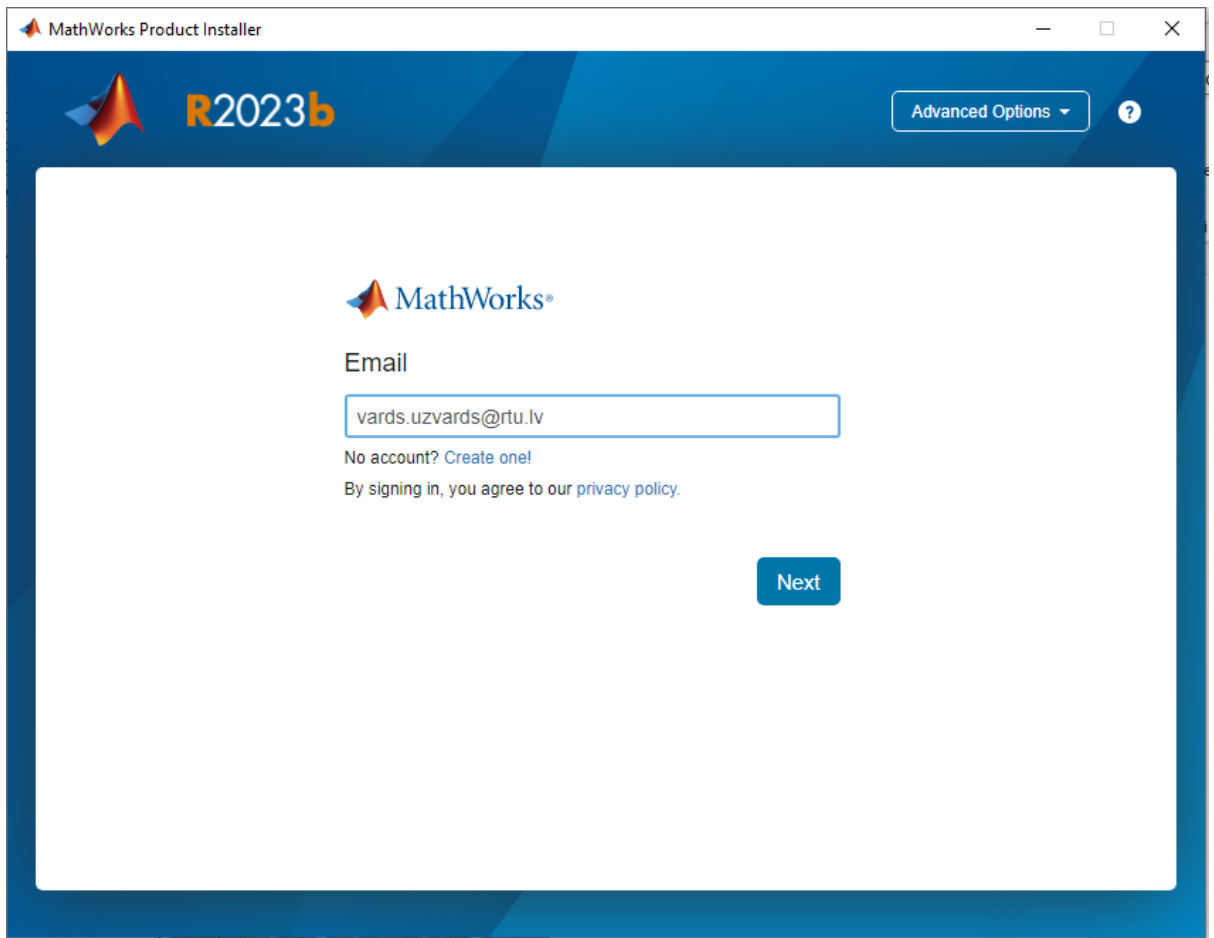 MathWorks Product Installer
R2023b
Advanced Options
?
MathWorks®
Email
vards.uzvards@rtu.lv
No account? Create one!
By signing in, you agree to our privacy policy.
Next